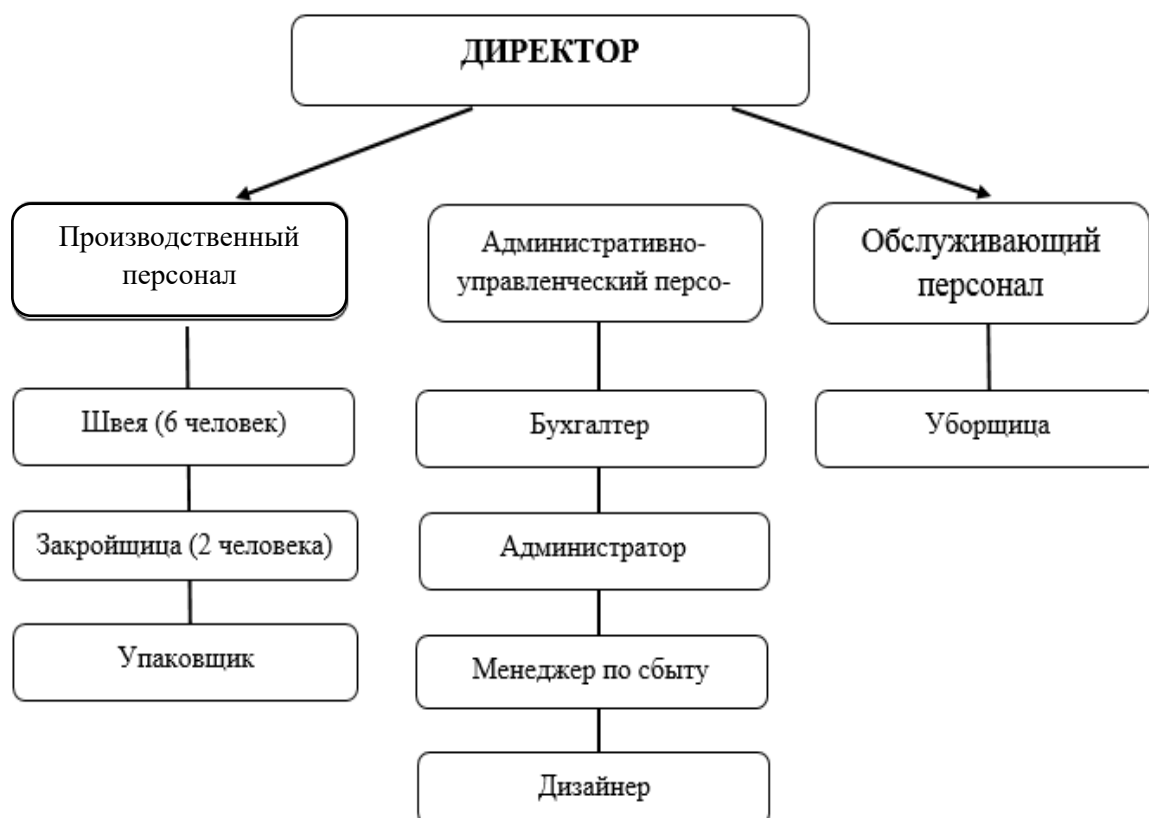 ДИРЕКТОР
Производственный
персонал
Швея (6 человек)
Закройщица (2 человека)
Упаковщик
Административно-
управленческий персо-
Бухгалтер
Администратор
Менеджер по сбыту
Дизайнер
Обслуживающий
персонал
Уборщица